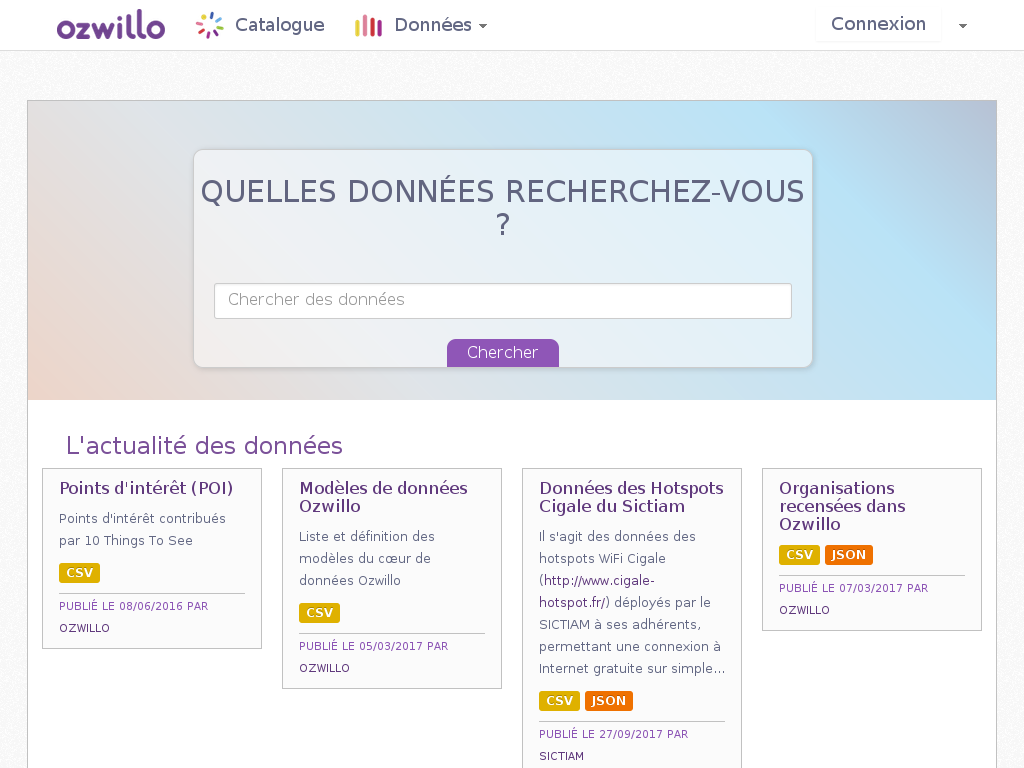 ozwillo
Catalogue
Données
Connexion
QUELLES DONNÉES RECHERCHEZ-VOUS
?
Chercher des données
Chercher
L'actualité des données
Points d'intérêt (POI)
Points d'intérêt contribués
par 10 Things To See
CSV
PUBLIÉ LE 08/06/2016 PAR
OZWILLO
Modèles de données
Ozwillo
Liste et définition des
modèles du cœur de
données Ozwillo
CSV
PUBLIÉ LE 05/03/2017 PAR
OZWILLO
Données des Hotspots
Cigale du Sictiam
Il s'agit des données des
hotspots WiFi Cigale
(http://www.cigale-
hotspot.fr/) déployés par le
SICTIAM à ses adhérents,
permettant une connexion à
Internet gratuite sur simple...
CSV JSON
PUBLIÉ LE 27/09/2017 PAR
SICTIAM
Organisations
recensées dans
Ozwillo
CSV JSON
PUBLIÉ LE 07/03/2017 PAR
OZWILLO